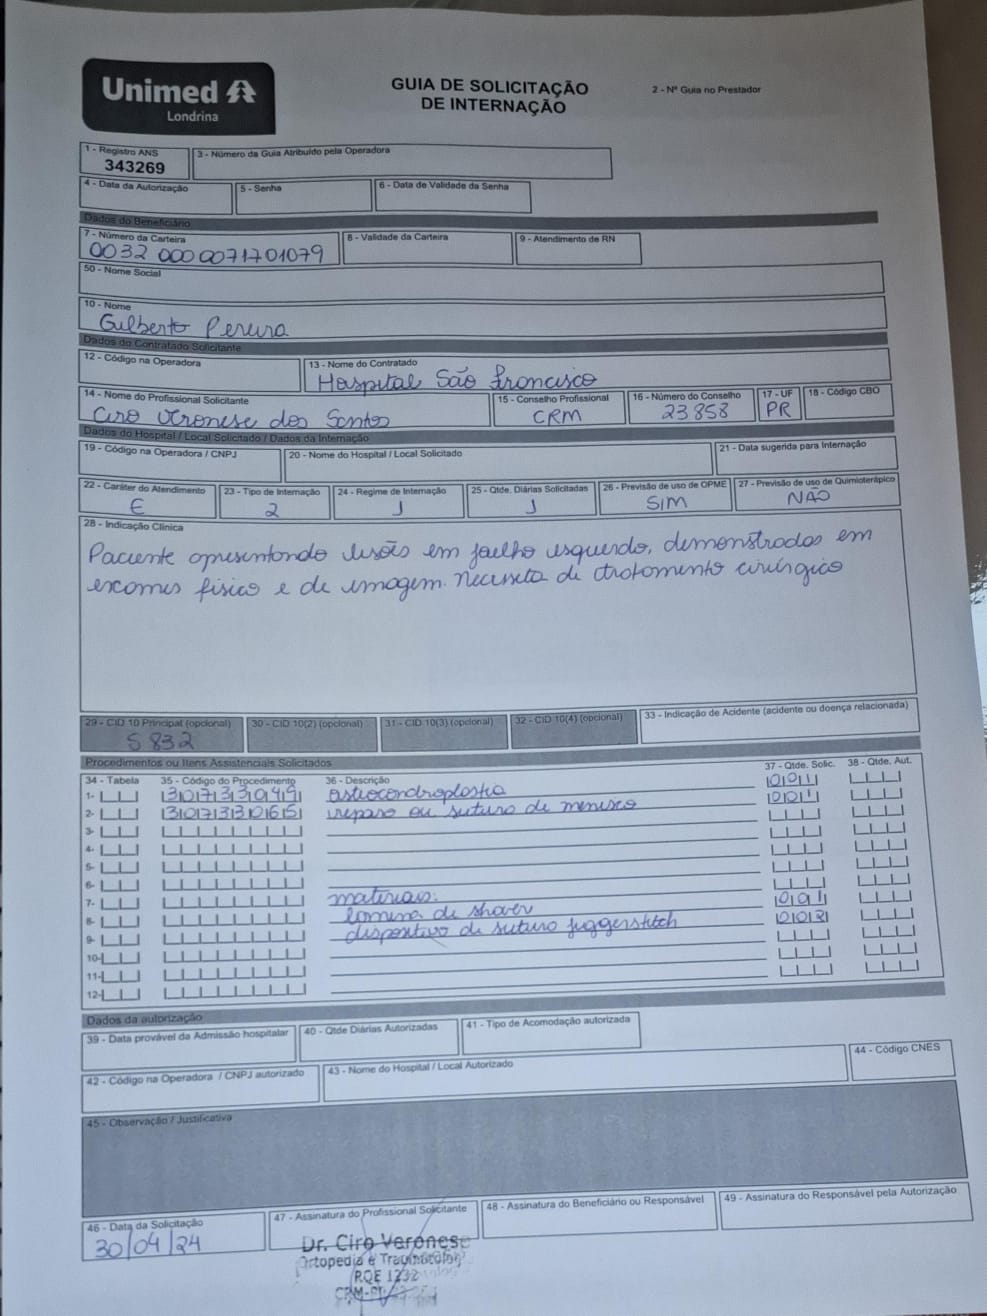 Unimed
Londrina
GUIA DE SOLICITAÇÃO
DE INTERNAÇÃO
2 - Nº Guia no Prestador
1 - Registro ANS
343269
3 - Número da Guia Atribuído pela Operadora
4 - Data da Autorização
5 - Senha
6 - Data de Validade da Senha
Dados do Beneficiário
7 - Número da Carteira
0032 000 0071701079
8 - Validade da Carteira
9 - Atendimento de RN
50 - Nome Social
10 - Nome
Gilberto Pereira
Dados do Contratado Solicitante
12 - Código na Operadora
13 - Nome do Contratado
Hospital São Francisco
14 - Nome do Profissional Solicitante
Ciro Veronese dos Santos
15 - Conselho Profissional
CRM
16 - Número do Conselho
23858
17 - UF
PR
18 - Código CBO
Dados do Hospital / Local Solicitado / Dados da Internação
19 - Código na Operadora / CNPJ
20 - Nome do Hospital / Local Solicitado
21 - Data sugerida para Internação
22 - Caráter do Atendimento
E
23 - Tipo de Internação
2
24 - Regime de Internação
1
25 - Qtde. Diárias Solicitadas
1
26 - Previsão de uso de OPME
SIM
27 - Previsão de uso de Quimioterápico
NÃO
28 - Indicação Clínica
Paciente apresentando lesões em joelho esquerdo, demonstradas em
exames físico e de imagem. Necessita de tratamento cirúrgico
29 - CID 10 Principal (opcional)
S 832
30 - CID 10(2) (opcional)
31 - CID 10(3) (opcional)
32 - CID 10(4) (opcional)
33 - Indicação de Acidente (acidente ou doença relacionada)
Procedimentos ou Itens Assistenciais Solicitados
34 - Tabela 35 - Código do Procedimento 36 - Descrição 37 - Qtde. Solic. 38 - Qtde. Aut.
1- osteocondroplastia 001
2- reparo ou sutura de menisco 001
3-
4-
5-
6-
7- materiais:
8- lamina de shaver 01
9- dispositivo de sutura juggerstitch 002
10-
11-
12-
Dados da autorização
39 - Data provável da Admissão hospitalar
40 - Qtde Diárias Autorizadas
41 - Tipo de Acomodação autorizada
42 - Código na Operadora / CNPJ autorizado
43 - Nome do Hospital / Local Autorizado
44 - Código CNES
45 - Observação / Justificativa
46 - Data da Solicitação
30/04/24
47 - Assinatura do Profissional Solicitante
48 - Assinatura do Beneficiário ou Responsável
49 - Assinatura do Responsável pela Autorização
Dr. Ciro Veronese
Ortopedia e Traumatologia
RQE 1232